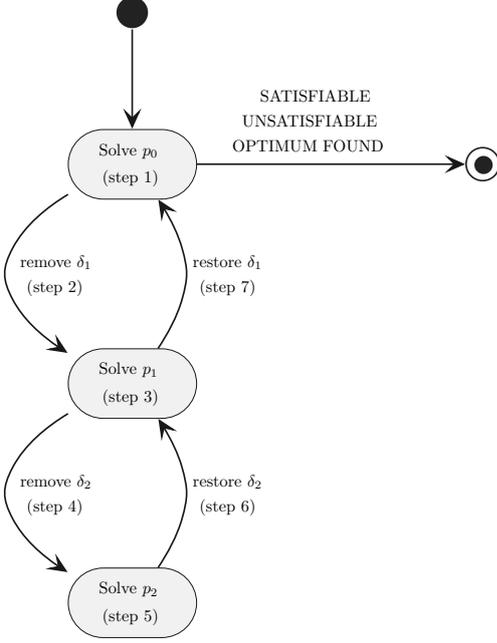 SATISFIABLE
UNSATISFIABLE
OPTIMUM FOUND
Solve p₀
(step 1)
remove δ₁
(step 2)
restore δ₁
(step 7)
Solve p₁
(step 3)
remove δ₂
(step 4)
restore δ₂
(step 6)
Solve p₂
(step 5)